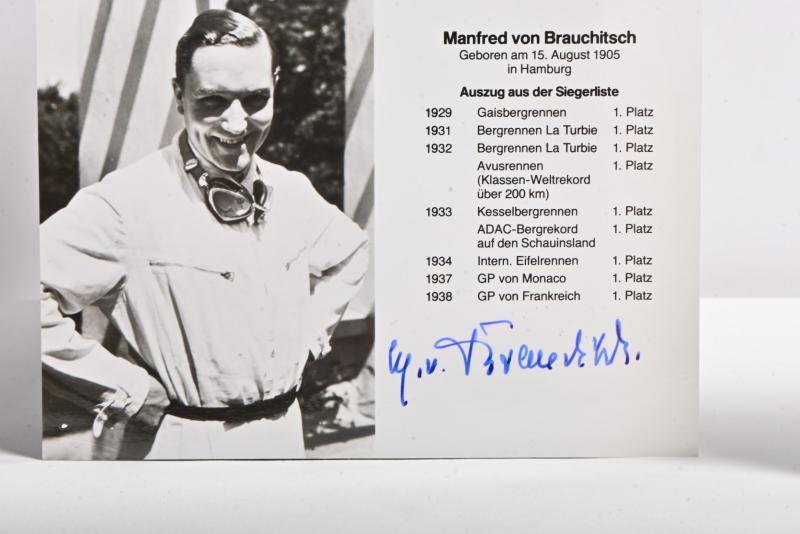 Manfred von Brauchitsch
Geboren am 15. August 1905
in Hamburg
Auszug aus der Siegerliste
1929 Gaisbergrennen 1. Platz
1931 Bergrennen La Turbie 1. Platz
1932 Bergrennen La Turbie 1. Platz
Avusrennen 1. Platz
(Klassen-Weltrekord
über 200 km)
1933 Kesselbergrennen 1. Platz
ADAC-Bergrekord 1. Platz
auf den Schauinsland
1934 Intern. Eifelrennen 1. Platz
1937 GP von Monaco 1. Platz
1938 GP von Frankreich 1. Platz
M. v. Brauchitsch.